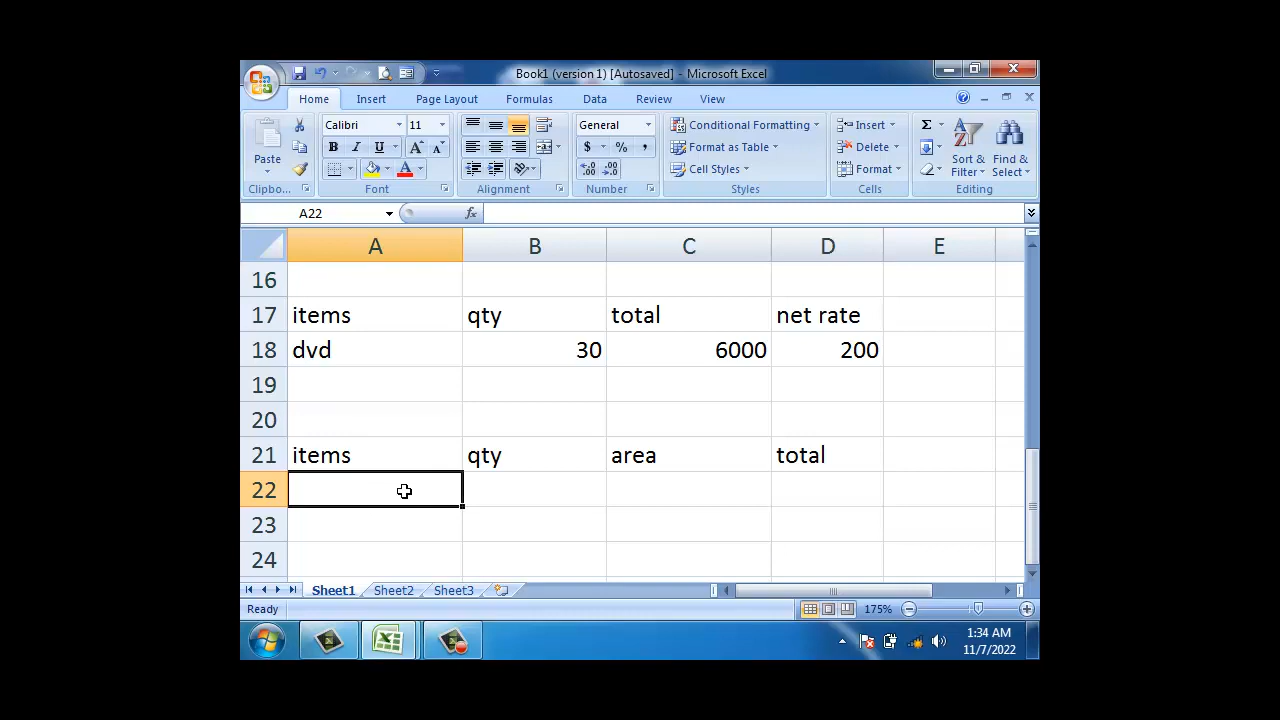 Book1 (version 1) [Autosaved] - Microsoft Excel
Home Insert Page Layout Formulas Data Review View
Calibri 11 General Conditional Formatting Insert Σ
Paste B I U A A $ % , Format as Table Delete Sort & Find &
A Cell Styles Format Filter Select
Clipbo... Font Alignment Number Styles Cells Editing
A22 fx
A B C D E
16
17 items qty total net rate
18 dvd 30 6000 200
19
20
21 items qty area total
22
23
24
Sheet1 Sheet2 Sheet3
Ready 175%
1:34 AM
11/7/2022